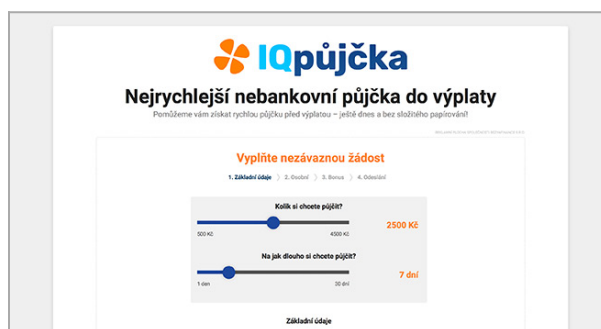 IQpůjčka
Nejrychlejší nebankovní půjčka do výplaty
Pomůžeme vám získat rychlou půjčku před výplatou – ještě dnes a bez složitého papírování!
Vyplňte nezávaznou žádost
1. Základní údaje 2. Osobní 3. Bonus 4. Odeslání
Kolik si chcete půjčit?
2500 Kč
500 Kč 4500 Kč
Na jak dlouho si chcete půjčit?
7 dní
1 den 30 dní
Základní údaje